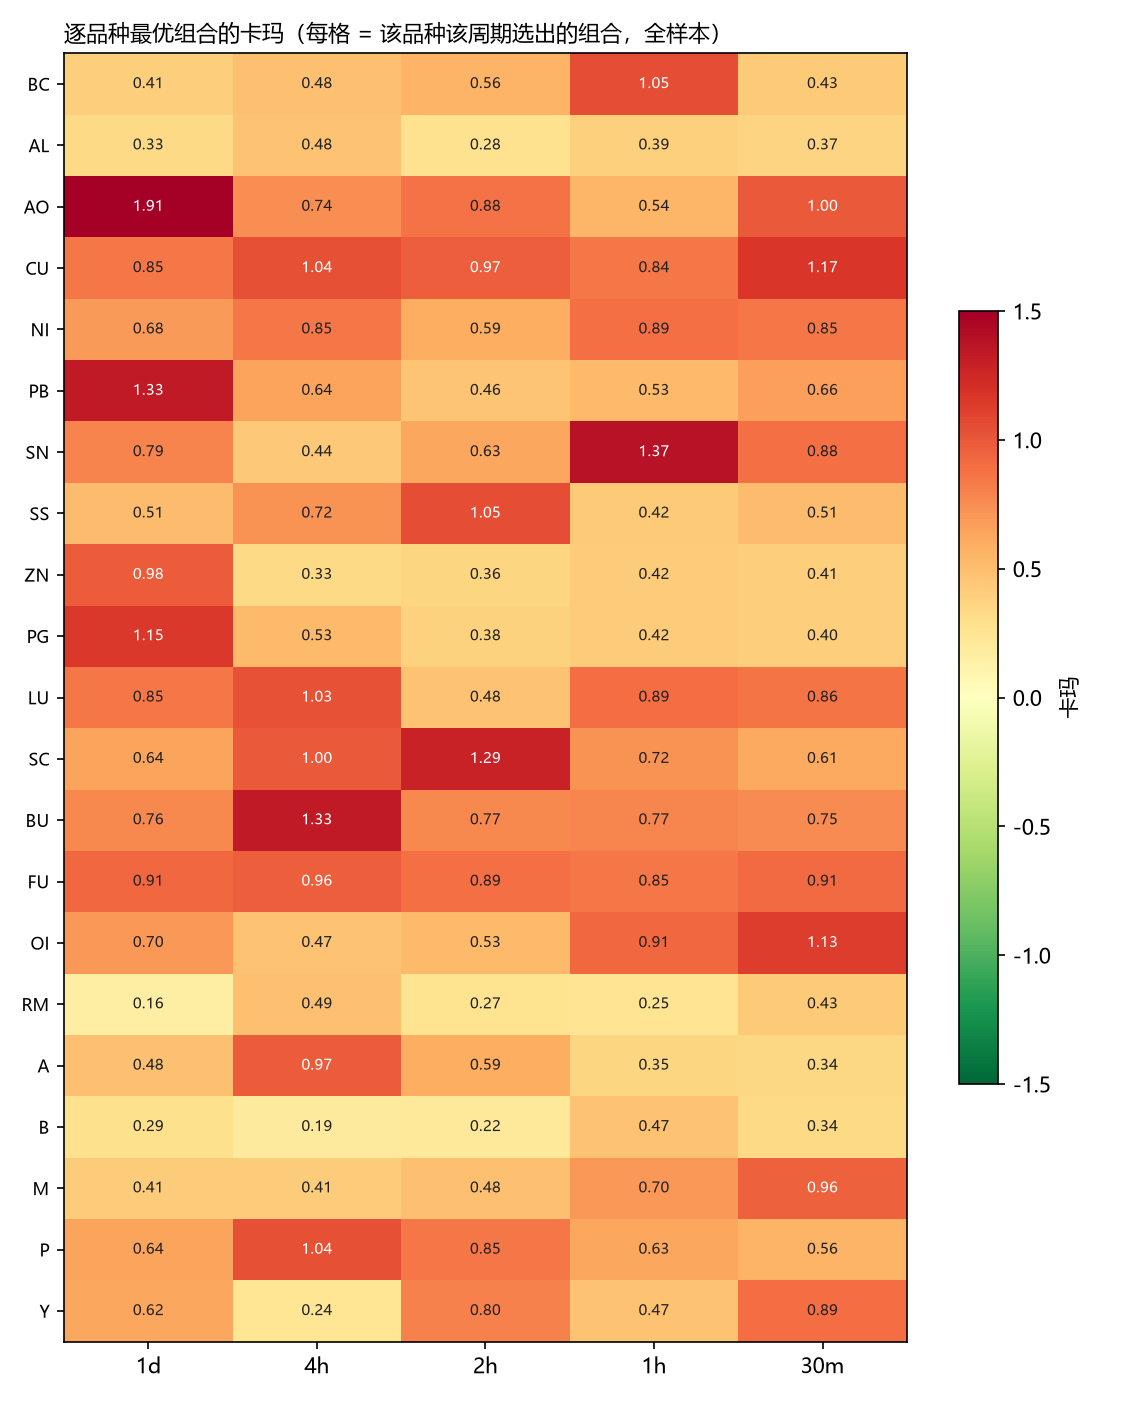 逐品种最优组合的卡玛（每格 = 该品种该周期选出的组合，全样本）
BC 0.41 0.48 0.56 1.05 0.43
AL 0.33 0.48 0.28 0.39 0.37
AO 1.91 0.74 0.88 0.54 1.00
CU 0.85 1.04 0.97 0.84 1.17
NI 0.68 0.85 0.59 0.89 0.85
PB 1.33 0.64 0.46 0.53 0.66
SN 0.79 0.44 0.63 1.37 0.88
SS 0.51 0.72 1.05 0.42 0.51
ZN 0.98 0.33 0.36 0.42 0.41
PG 1.15 0.53 0.38 0.42 0.40
LU 0.85 1.03 0.48 0.89 0.86
SC 0.64 1.00 1.29 0.72 0.61
BU 0.76 1.33 0.77 0.77 0.75
FU 0.91 0.96 0.89 0.85 0.91
OI 0.70 0.47 0.53 0.91 1.13
RM 0.16 0.49 0.27 0.25 0.43
A 0.48 0.97 0.59 0.35 0.34
B 0.29 0.19 0.22 0.47 0.34
M 0.41 0.41 0.48 0.70 0.96
P 0.64 1.04 0.85 0.63 0.56
Y 0.62 0.24 0.80 0.47 0.89
1d 4h 2h 1h 30m
1.5
1.0
0.5
0.0
-0.5
-1.0
-1.5
卡玛